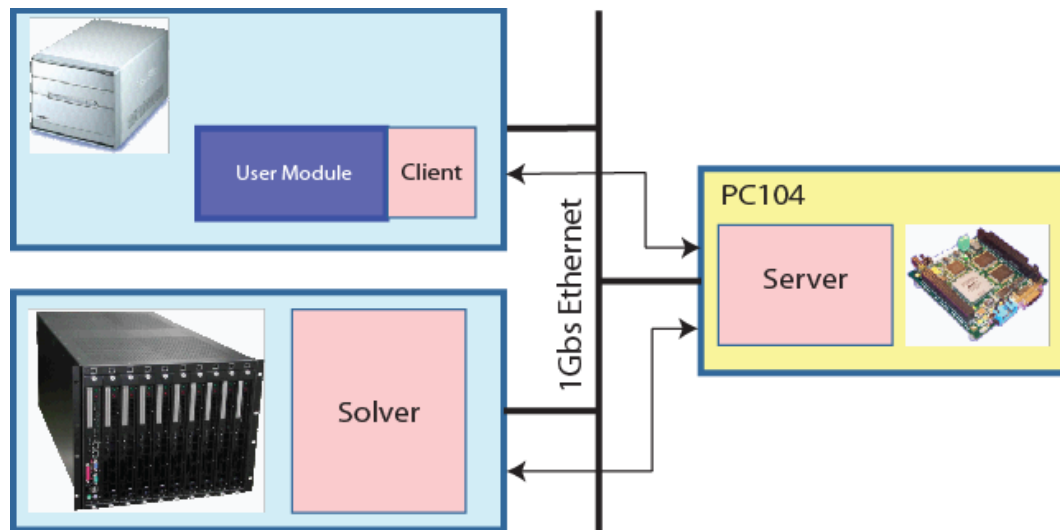 User Module
Client
PC104
Server
1Gbs Ethernet
Solver